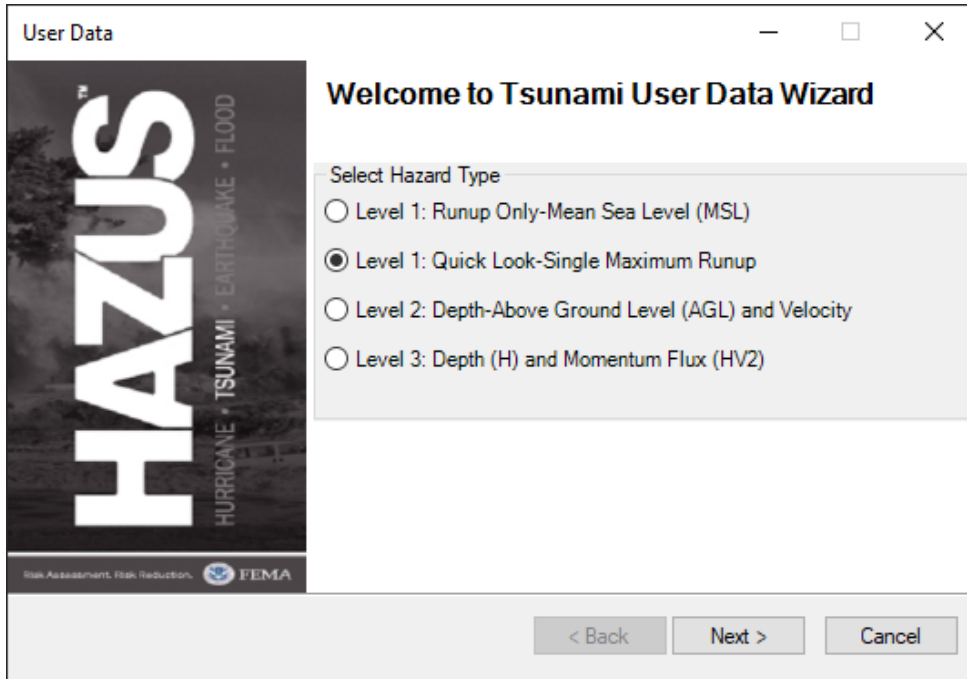 User Data
HAZUS™
HURRICANE • TSUNAMI • EARTHQUAKE • FLOOD
Risk Assessment. Risk Reduction.
FEMA
Welcome to Tsunami User Data Wizard
Select Hazard Type
Level 1: Runup Only-Mean Sea Level (MSL)
Level 1: Quick Look-Single Maximum Runup
Level 2: Depth-Above Ground Level (AGL) and Velocity
Level 3: Depth (H) and Momentum Flux (HV2)
< Back
Next >
Cancel